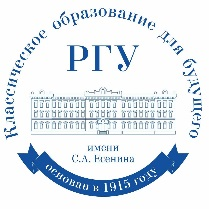 Классическое образование для будущего
РГУ
имени
С.А. Есенина
основан в 1915 году